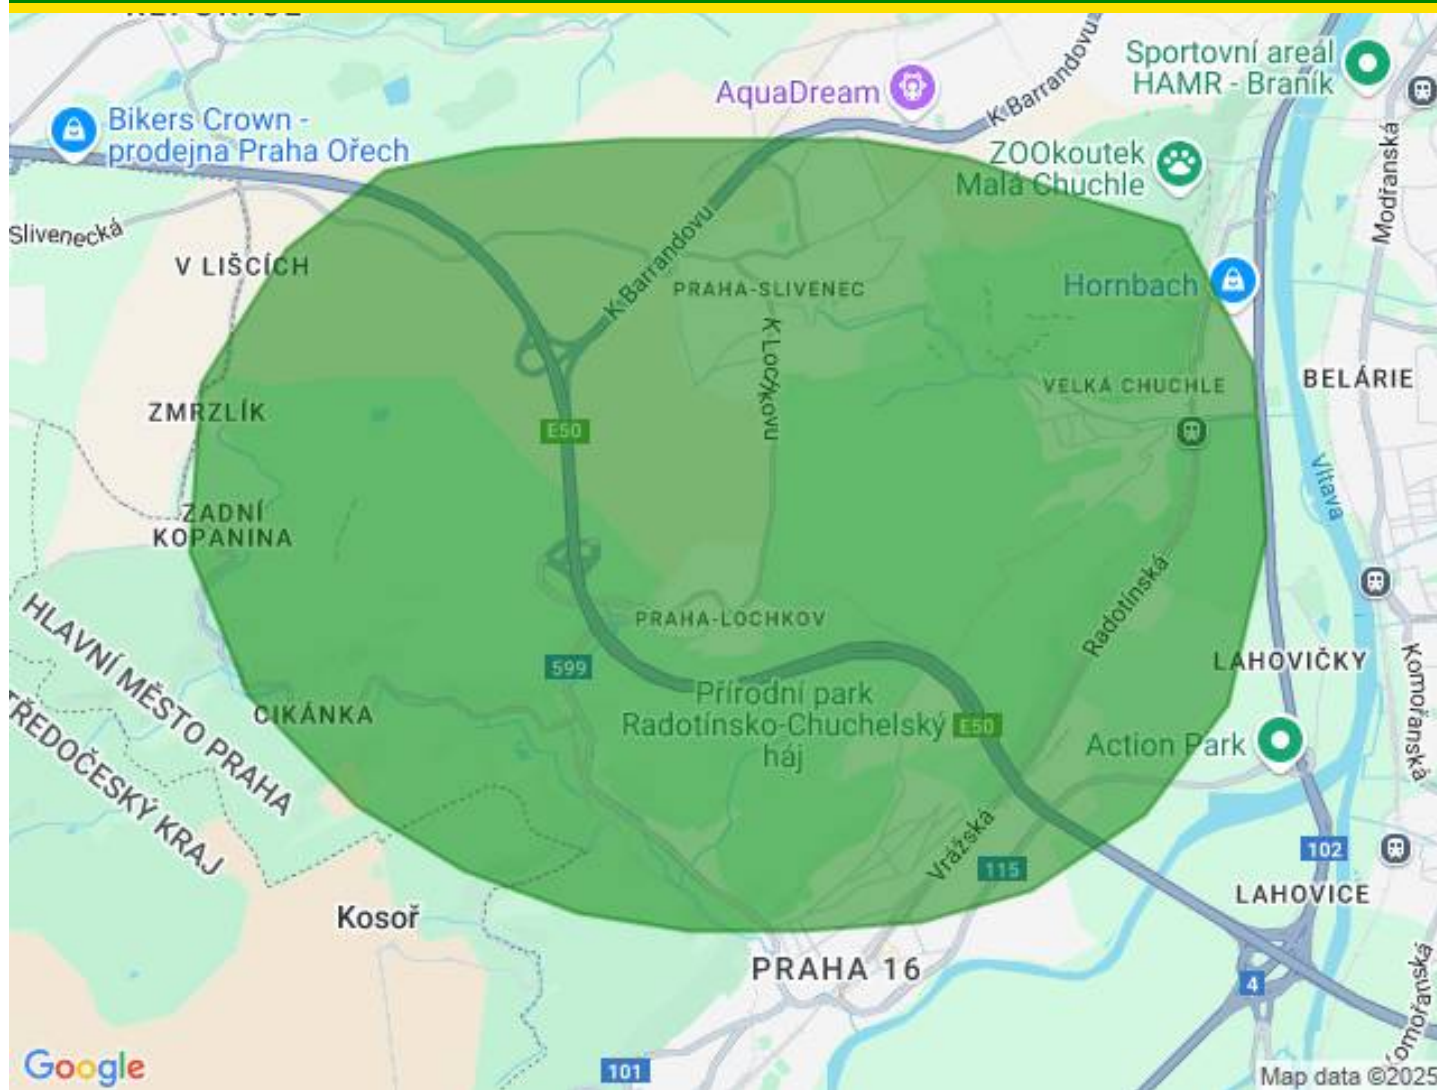 Sportovní areál
HAMR - Braník
AquaDream
K Barrandovu
Bikers Crown -
prodejna Praha Ořech
ZOOkoutek
Malá Chuchle
Modřanská
Slivenecká
V LIŠCÍCH
K Barrandovu
PRAHA-SLIVENEC
Hornbach
K Lochkovu
VELKÁ CHUCHLE
BELÁRIE
ZMRZLÍK
E50
Vltava
ZADNÍ
KOPANINA
Radotínská
HLAVNÍ MĚSTO PRAHA
PRAHA-LOCHKOV
599
LAHOVIČKY
Komořanská
Přírodní park
Radotínsko-Chuchelský
háj
E50
CIKÁNKA
Action Park
TŘEDOČESKÝ KRAJ
Vrážská
115
102
LAHOVICE
Kosoř
PRAHA 16
4
Komořanská
Google
101
Map data ©2025